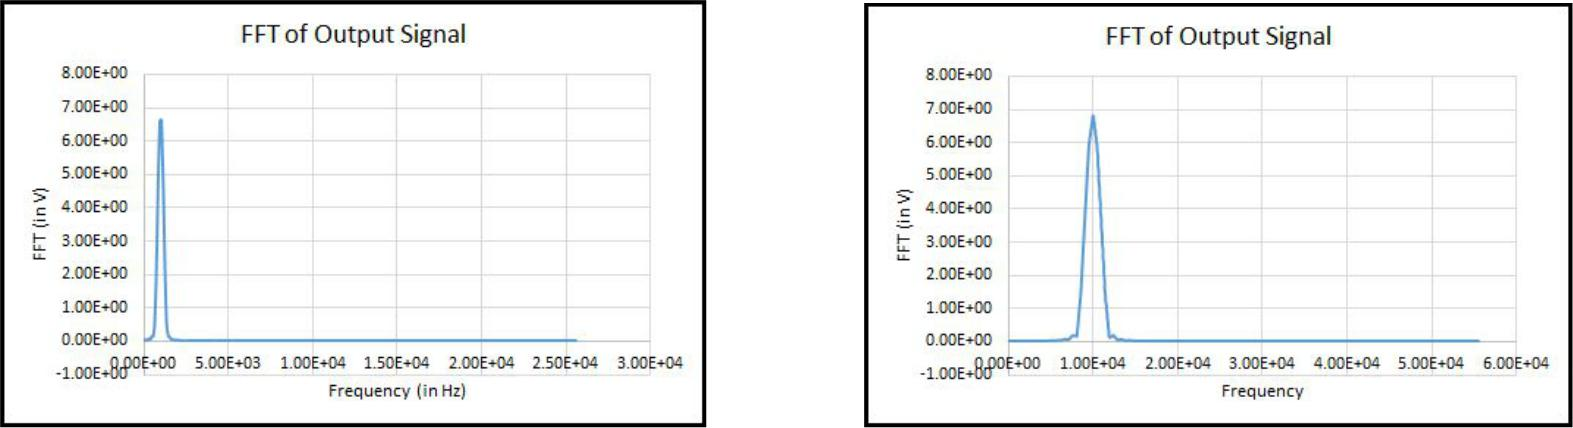 FFT of Output Signal
8.00E+00
7.00E+00
6.00E+00
5.00E+00
4.00E+00
3.00E+00
2.00E+00
1.00E+00
0.00E+00
-1.00E+00
FFT (in V)
0.00E+00 5.00E+03 1.00E+04 1.50E+04 2.00E+04 2.50E+04 3.00E+04
Frequency (in Hz)
FFT of Output Signal
8.00E+00
7.00E+00
6.00E+00
5.00E+00
4.00E+00
3.00E+00
2.00E+00
1.00E+00
0.00E+00
-1.00E+00
FFT (in V)
0.00E+00 1.00E+04 2.00E+04 3.00E+04 4.00E+04 5.00E+04 6.00E+04
Frequency